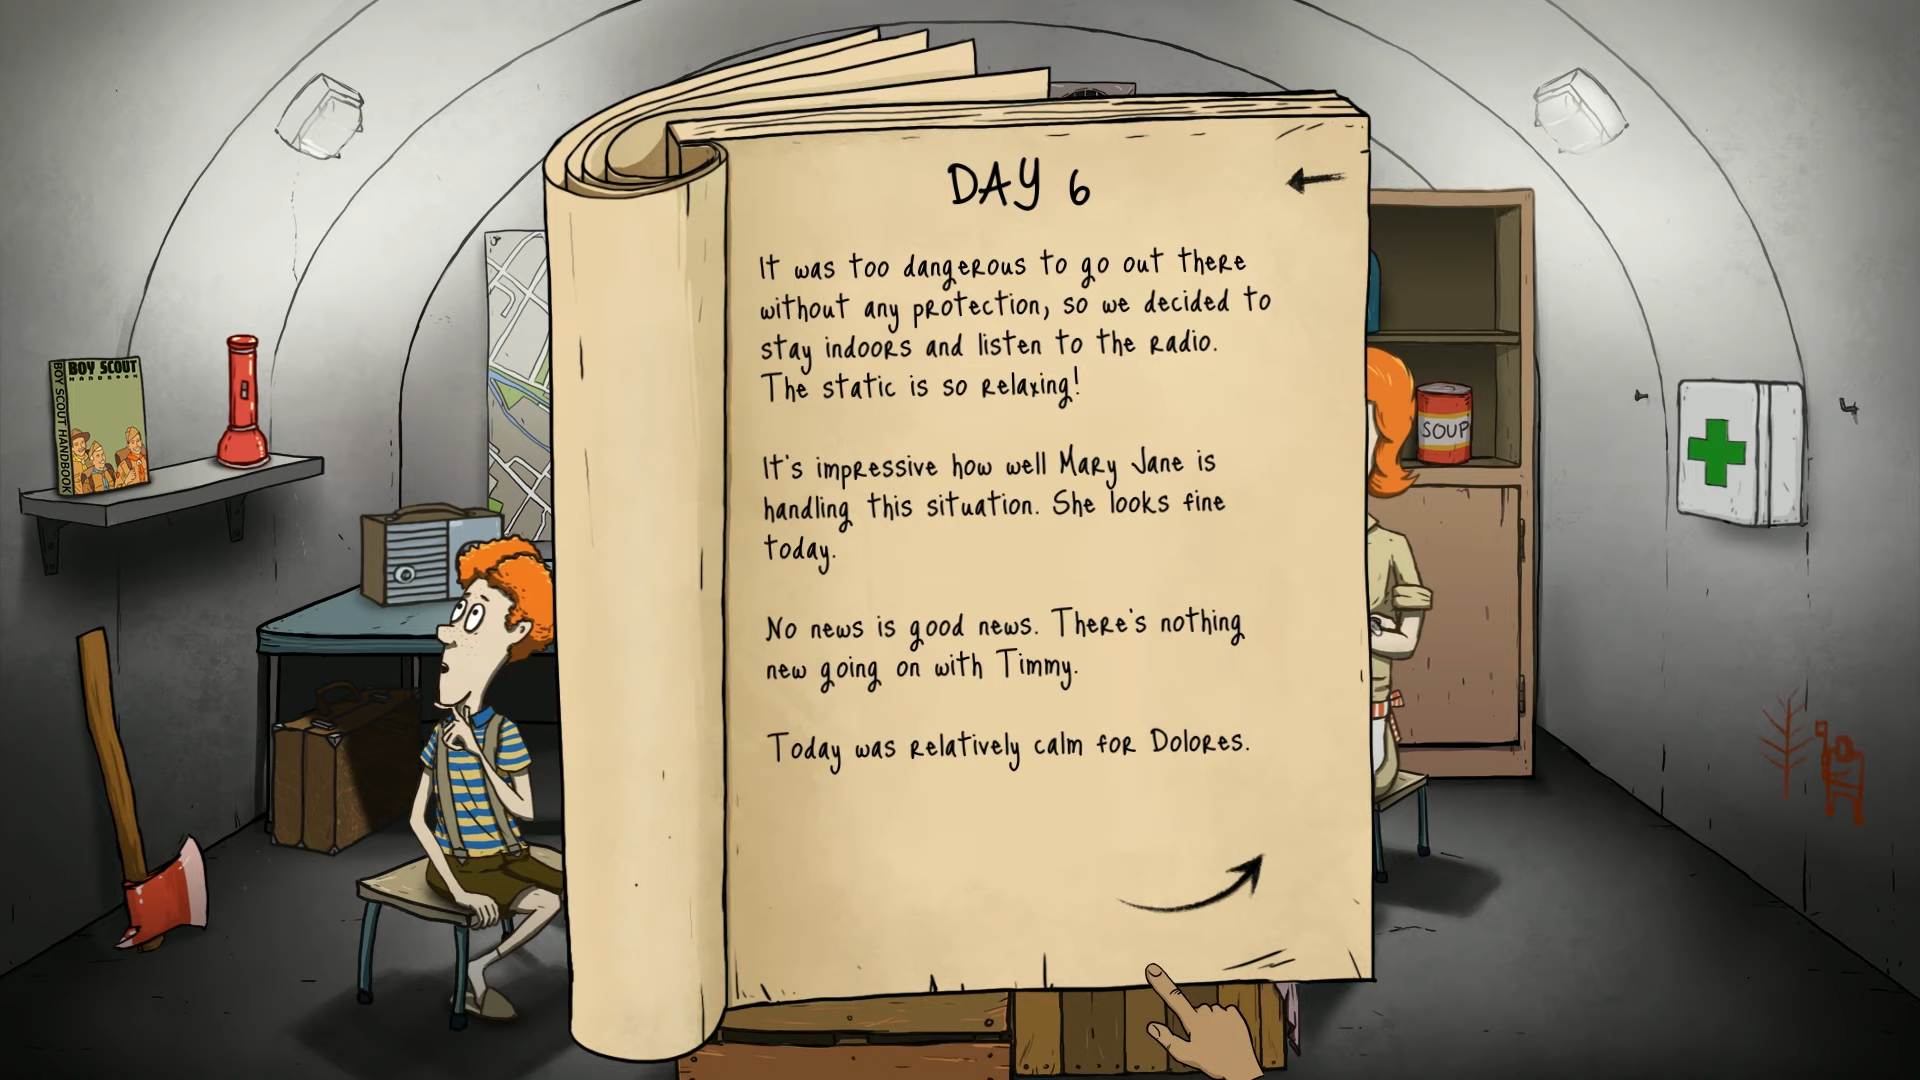 DAY 6
It was too dangerous to go out there
without any protection, so we decided to
stay indoors and listen to the radio.
The static is so relaxing!
It's impressive how well Mary Jane is
handling this situation. She looks fine
today.
No news is good news. There's nothing
new going on with Timmy.
Today was relatively calm for Dolores.
BOY SCOUT
HANDBOOK
BOY SCOUT HANDBOOK
SOUP